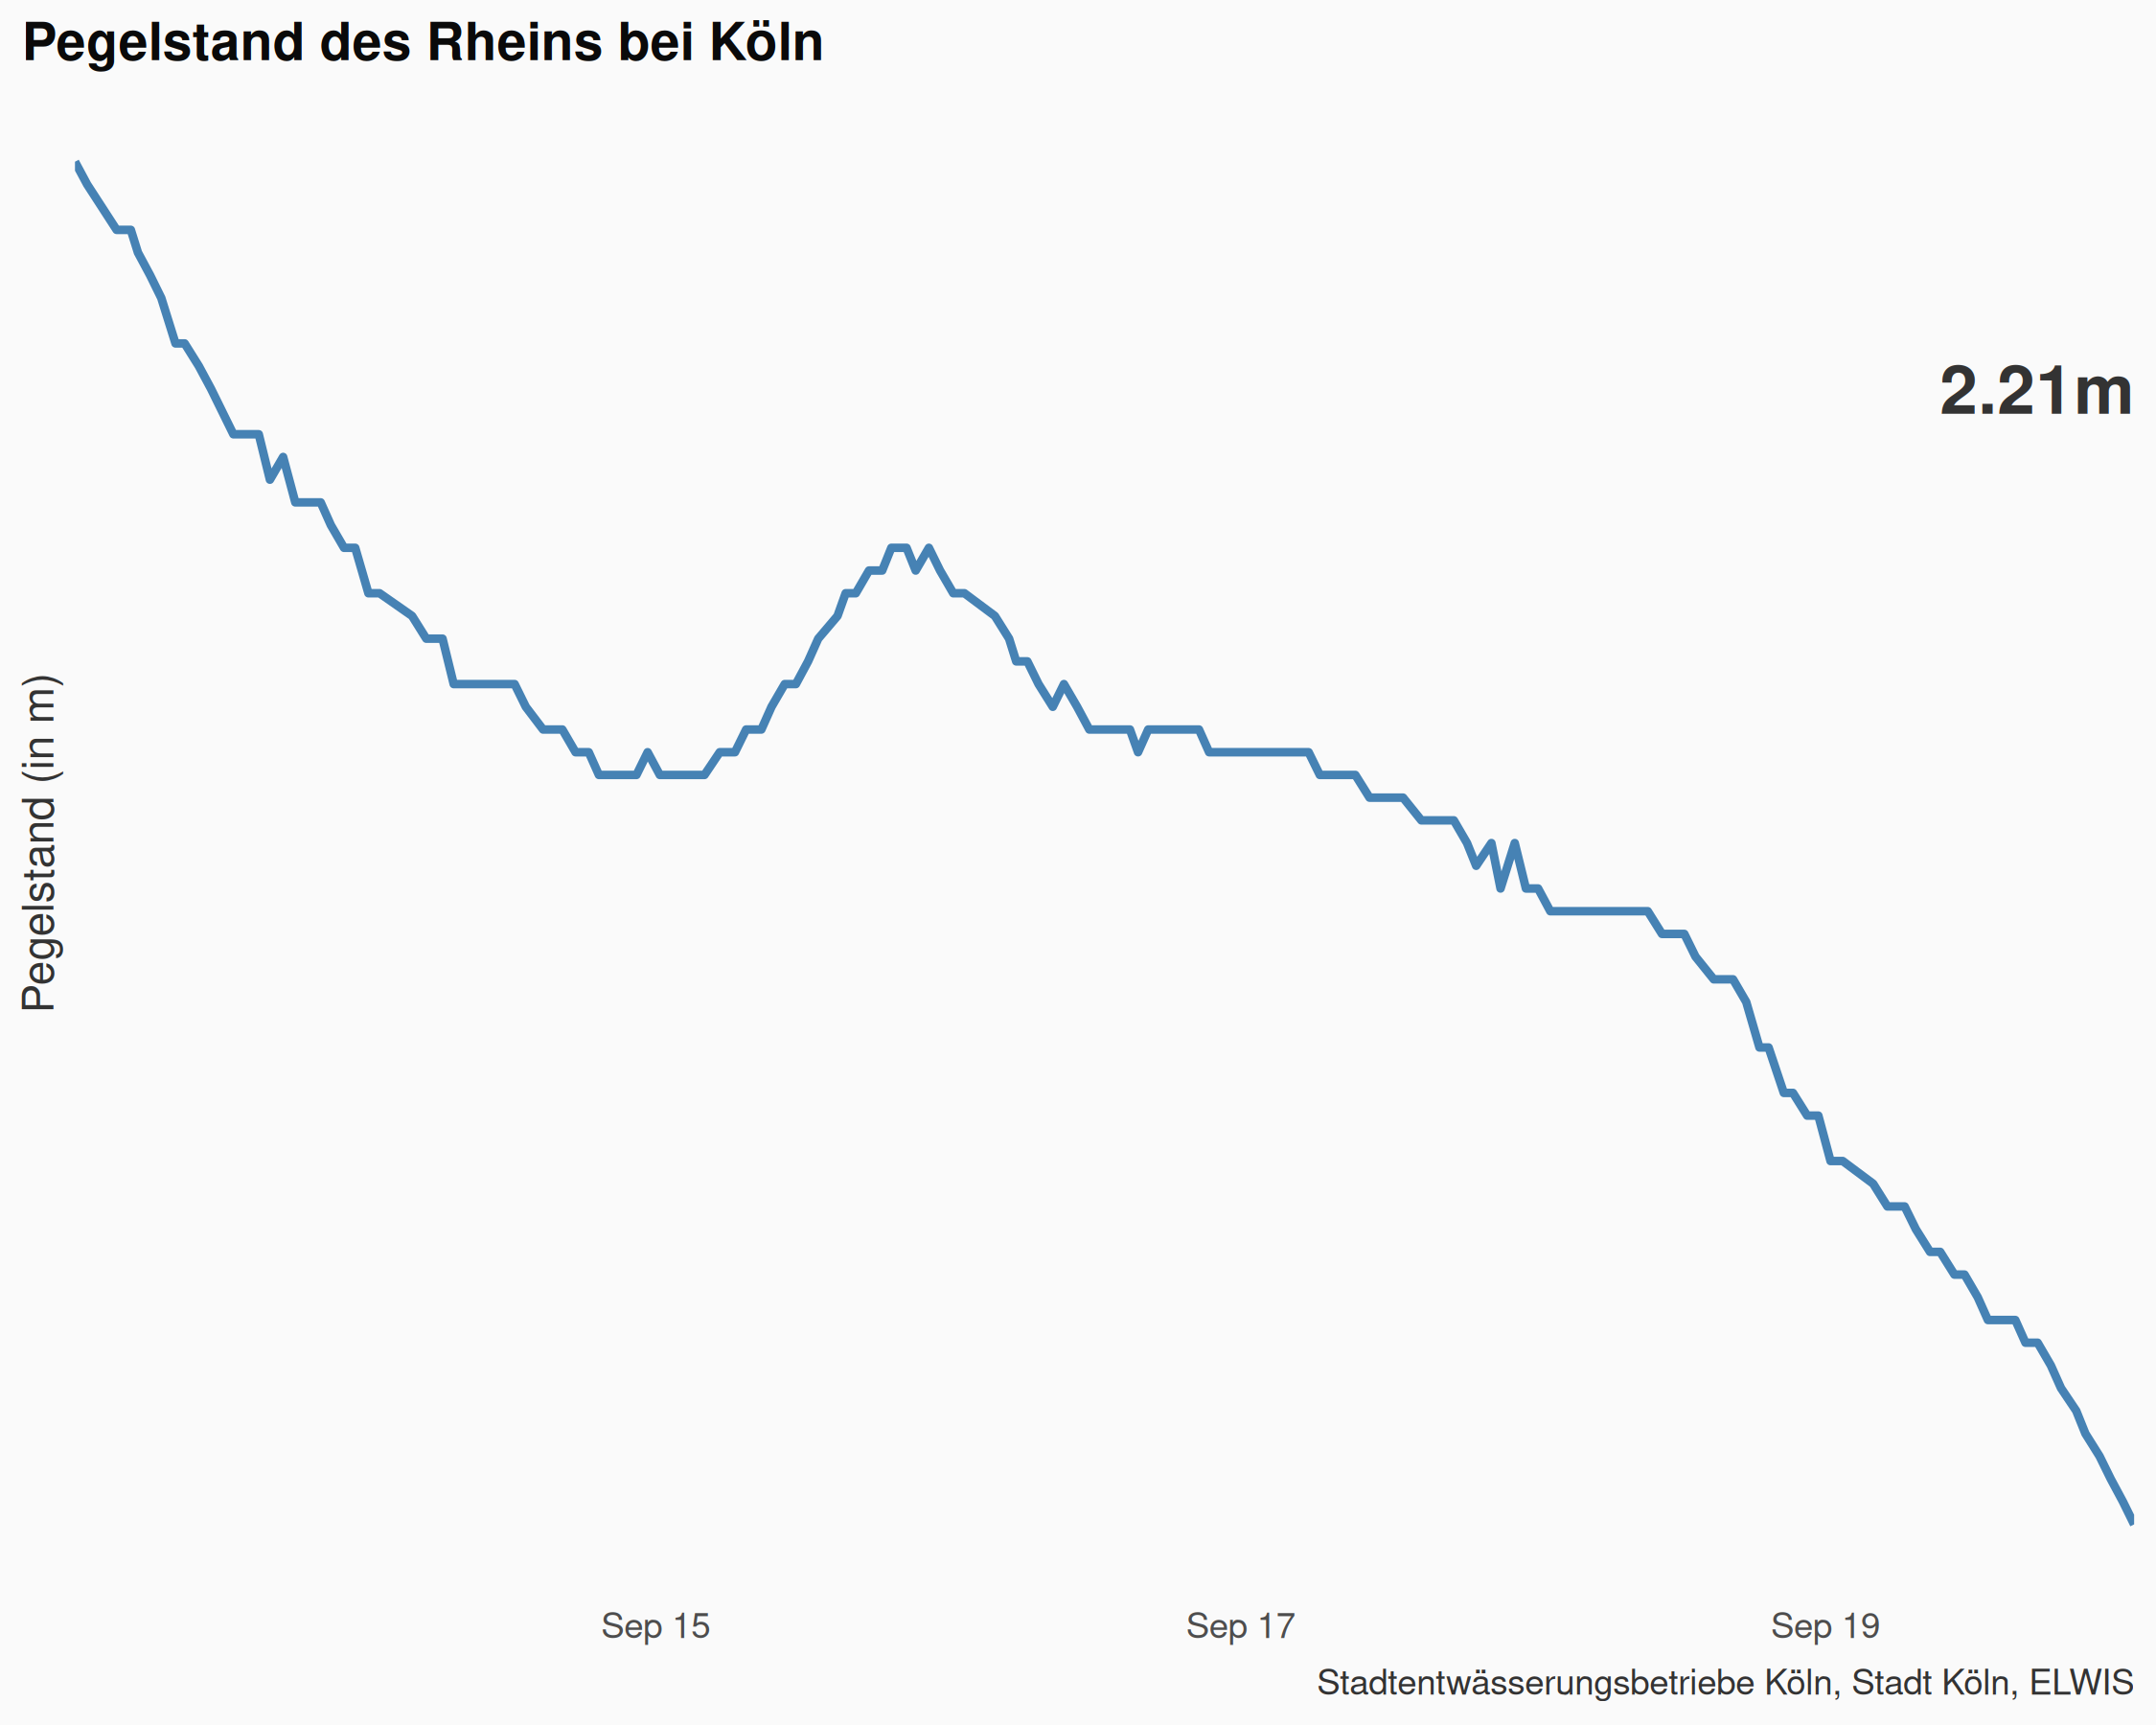 Pegelstand des Rheins bei Köln
2.21m
Pegelstand (in m)
Sep 15
Sep 17
Sep 19
Stadtentwässerungsbetriebe Köln, Stadt Köln, ELWIS